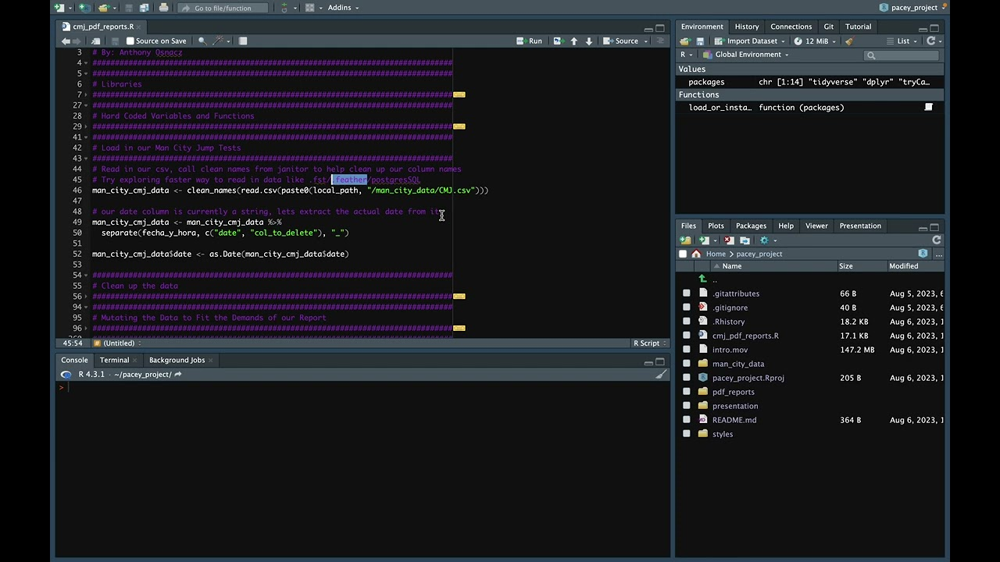 Go to file/function
Addins
pacey_project
cmj_pdf_reports.R
Source on Save
Run
Source
3 # By: Anthony Osnacz
4 ############################################################################
5 ############################################################################
6 # Libraries
7 ############################################################################
27 ############################################################################
28 # Hard Coded Variables and Functions
29 ############################################################################
41 ############################################################################
42 # Load in our Man City Jump Tests
43 ############################################################################
44 # Read in our csv, call clean names from janitor to help clean up our column names
45 # Try exploring faster way to read in data like .fst/.feather/postgresSQL
46 man_city_cmj_data <- clean_names(read.csv(paste0(local_path, "/man_city_data/CMJ.csv")))
47
48 # our date column is currently a string, lets extract the actual date from it
49 man_city_cmj_data <- man_city_cmj_data %>%
50 separate(fecha_y_hora, c("date", "col_to_delete"), "_")
51
52 man_city_cmj_data$date <- as.Date(man_city_cmj_data$date)
53
54 ############################################################################
55 # Clean up the data
56 ############################################################################
94 ############################################################################
95 # Mutating the Data to Fit the Demands of our Report
96 ############################################################################
45:54 # (Untitled) R Script
Console Terminal Background Jobs
R 4.3.1 · ~/pacey_project/
>
Environment History Connections Git Tutorial
Import Dataset 12 MiB List
R Global Environment
Values
packages chr [1:14] "tidyverse" "dplyr" "tryCa…
Functions
load_or_insta… function (packages)
Files Plots Packages Help Viewer Presentation
Home pacey_project
Name Size Modified
..
.gitattributes 66 B Aug 5, 2023, 6
.gitignore 40 B Aug 5, 2023, 6
.Rhistory 18.2 KB Aug 6, 2023, 1
cmj_pdf_reports.R 17.1 KB Aug 6, 2023, 1
intro.mov 147.2 MB Aug 6, 2023, 1
man_city_data
pacey_project.Rproj 205 B Aug 6, 2023, 1
pdf_reports
presentation
README.md 364 B Aug 6, 2023, 1
styles